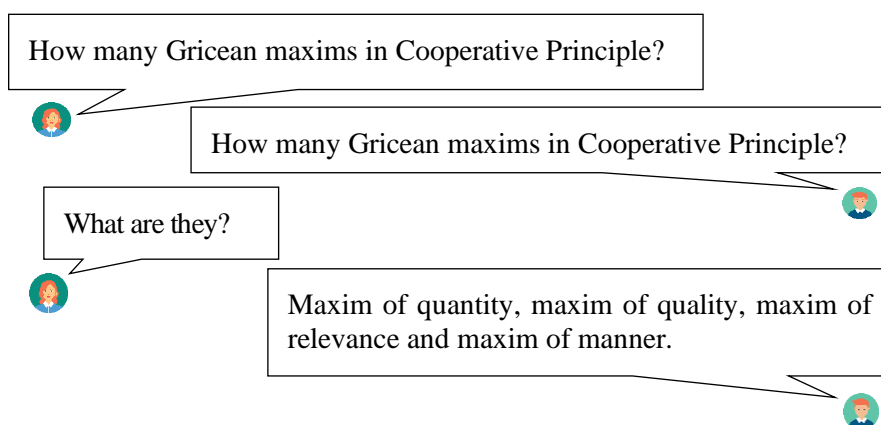 How many Gricean maxims in Cooperative Principle?
How many Gricean maxims in Cooperative Principle?
What are they?
Maxim of quantity, maxim of quality, maxim of
relevance and maxim of manner.